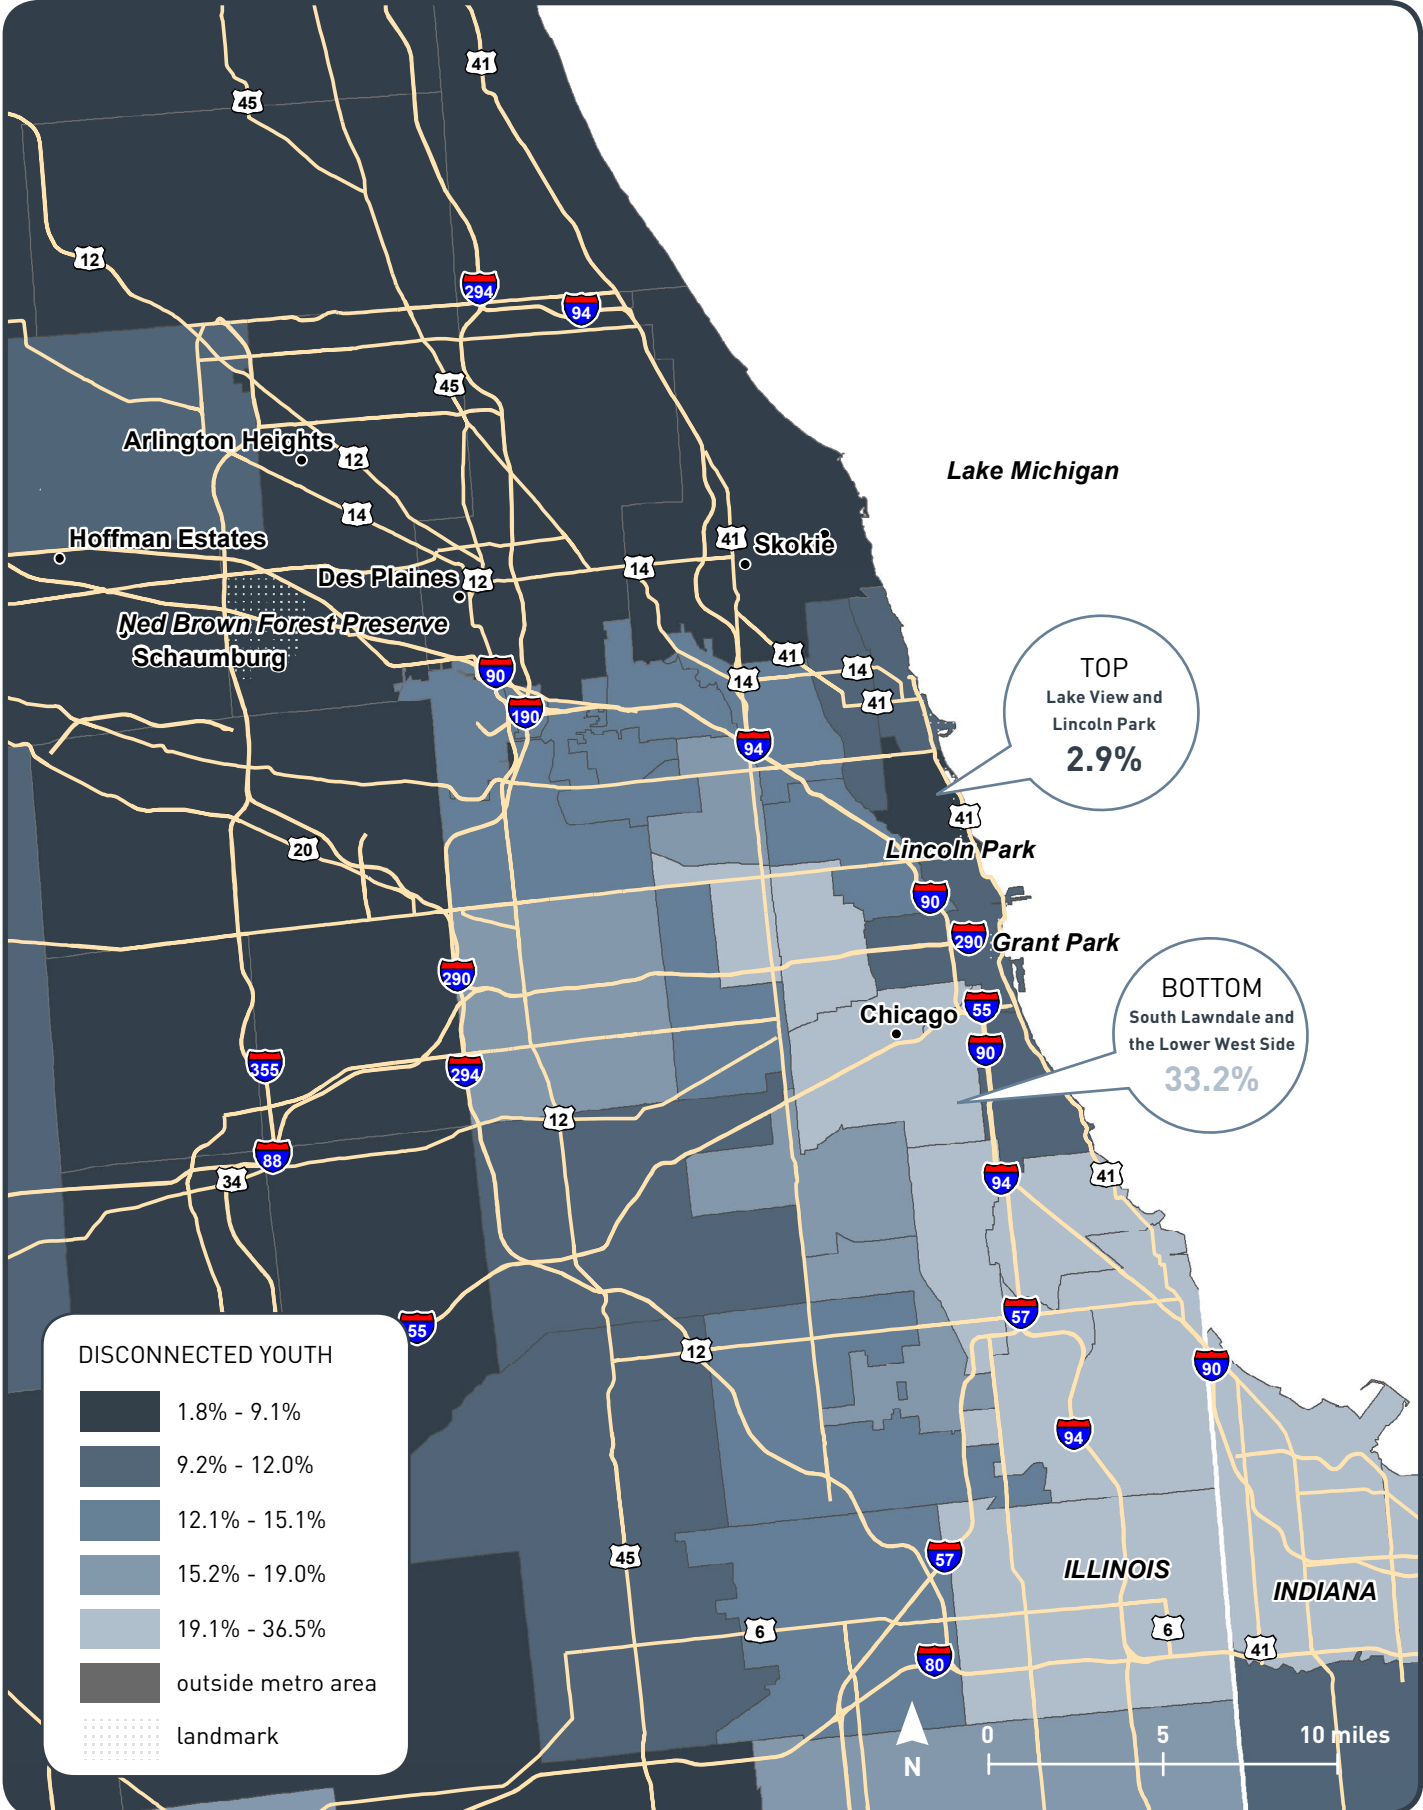 41
45
12
294
94
45
Arlington Heights
12
Lake Michigan
14
Hoffman Estates
41
Skokie
14
Des Plaines
12
Ned Brown Forest Preserve
Schaumburg
41
14
90
14
41
190
94
TOP
Lake View and
Lincoln Park
2.9%
41
20
Lincoln Park
90
290
Grant Park
290
Chicago
55
90
BOTTOM
South Lawndale and
the Lower West Side
33.2%
355
294
12
88
34
94
41
57
55
12
90
94
45
57
ILLINOIS
INDIANA
6
6
41
80
DISCONNECTED YOUTH
1.8% - 9.1%
9.2% - 12.0%
12.1% - 15.1%
15.2% - 19.0%
19.1% - 36.5%
outside metro area
landmark
N
0 5 10 miles